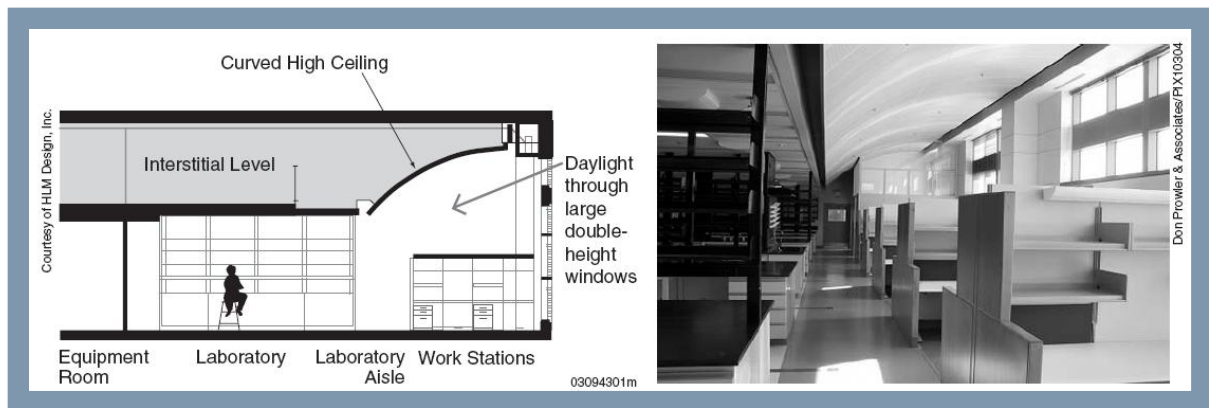 Courtesy of HLM Design, Inc.
Curved High Ceiling
Interstitial Level
Daylight
through
large
double-
height
windows
Equipment
Room
Laboratory
Laboratory
Aisle
Work Stations
03094301m
Don Prowler & Associates/PIX10304